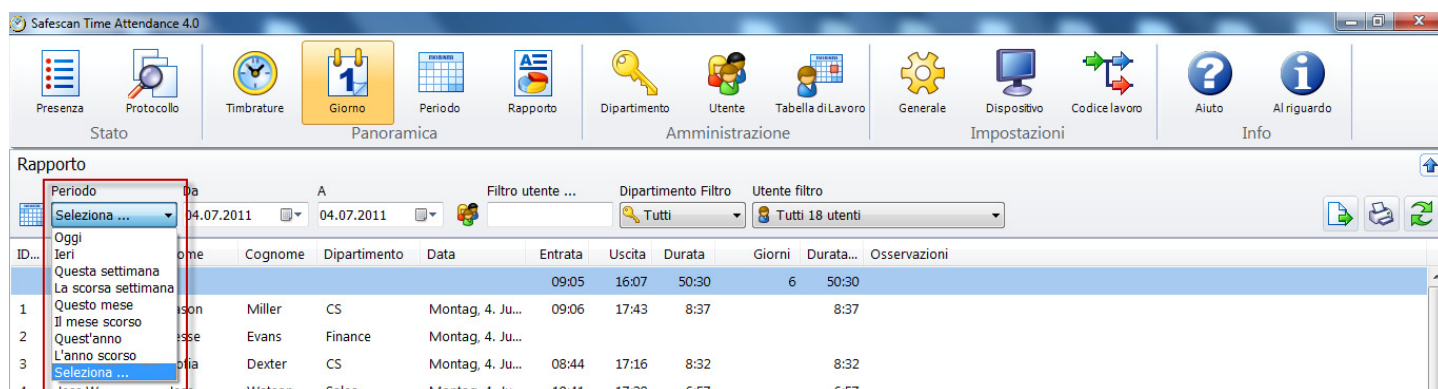 Safescan Time Attendance 4.0
Presenza Protocollo Timbrature Giorno Periodo Rapporto Dipartimento Utente Tabella di Lavoro Generale Dispositivo Codice lavoro Aiuto Al riguardo
Stato Panoramica Amministrazione Impostazioni Info
Rapporto
Periodo Da A Filtro utente ... Dipartimento Filtro Utente filtro
Seleziona ... 04.07.2011 04.07.2011 Tutti Tutti 18 utenti
Oggi
Ieri
Questa settimana
La scorsa settimana
Questo mese
Il mese scorso
Quest'anno
L'anno scorso
Seleziona ...
ID... ome Cognome Dipartimento Data Entrata Uscita Durata Giorni Durata... Osservazioni
09:05 16:07 50:30 6 50:30
1 ason Miller CS Montag, 4. Ju... 09:06 17:43 8:37 8:37
2 esse Evans Finance Montag, 4. Ju...
3 ofia Dexter CS Montag, 4. Ju... 08:44 17:16 8:32 8:32